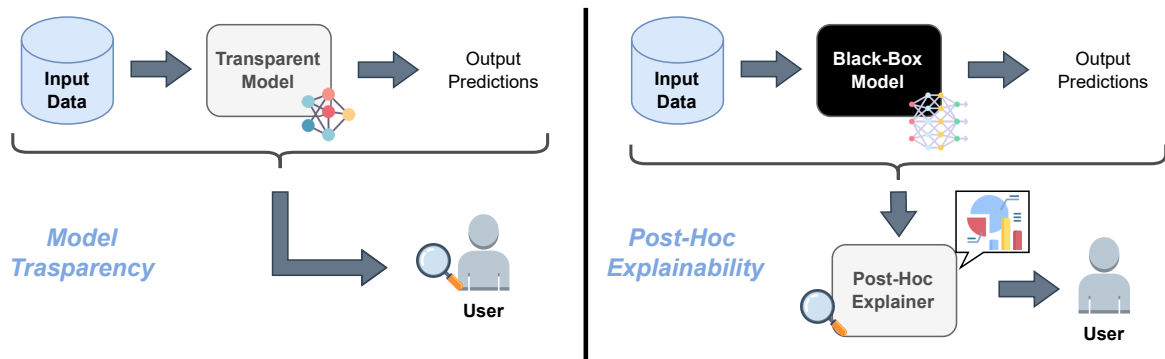 Input
Data
Transparent
Model
Output
Predictions
Model
Trasparency
User
Input
Data
Black-Box
Model
Output
Predictions
Post-Hoc
Explainability
Post-Hoc
Explainer
User